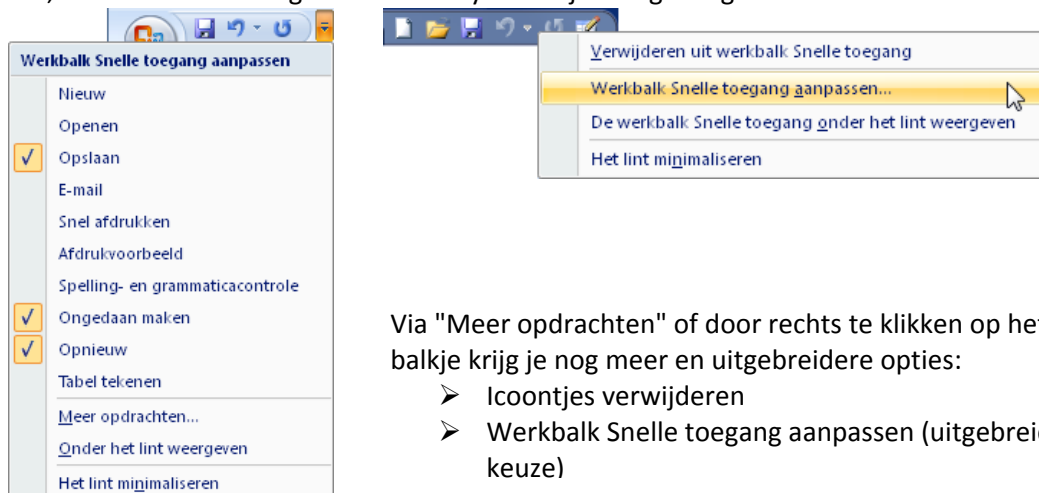 Werkbalk Snelle toegang aanpassen
Nieuw
Openen
Opslaan
E-mail
Snel afdrukken
Afdrukvoorbeeld
Spelling- en grammaticacontrole
Ongedaan maken
Opnieuw
Tabel tekenen
Meer opdrachten...
Onder het lint weergeven
Het lint minimaliseren
Verwijderen uit werkbalk Snelle toegang
Werkbalk Snelle toegang aanpassen...
De werkbalk Snelle toegang onder het lint weergeven
Het lint minimaliseren
Via "Meer opdrachten" of door rechts te klikken op het
balkje krijg je nog meer en uitgebreidere opties:
➢ Icoontjes verwijderen
➢ Werkbalk Snelle toegang aanpassen (uitgebrei
keuze)